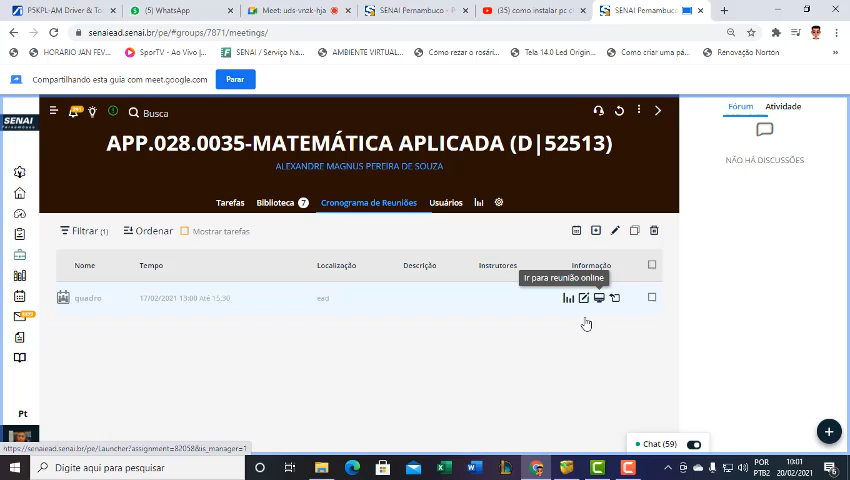 P5KPL-AM Driver & To
(5) WhatsApp
Meet: uds-vnzk-hja
SENAI Pernambuco - P
(35) como instalar pc c
SENAI Pernambuco
senaiead.senai.br/pe/#groups/7871/meetings/
HORARIO JAN FEV...
SporTV - Ao Vivo |...
SENAI / Serviço Na...
AMBIENTE VIRTUAL...
Como rezar o rosári...
Tela 14.0 Led Origin...
Como criar uma pá...
Renovação Norton
Compartilhando esta guia com meet.google.com
Parar
SENAI
Busca
Fórum
Atividade
APP.028.0035-MATEMÁTICA APLICADA (D|52513)
NÃO HÁ DISCUSSÕES
ALEXANDRE MAGNUS PEREIRA DE SOUZA
Tarefas
Biblioteca 7
Cronograma de Reuniões
Usuários
Filtrar (1)
Ordenar
Mostrar tarefas
Nome
Tempo
Localização
Descrição
Instrutores
Informação
Ir para reunião online
quadro
17/02/2021 13:00 Até 15:30
ead
Pt
https://senaiead.senai.br/pe/Launcher?assignment=82058&is_manager=1
Chat (59)
Digite aqui para pesquisar
POR
PTB2
10:01
20/02/2021